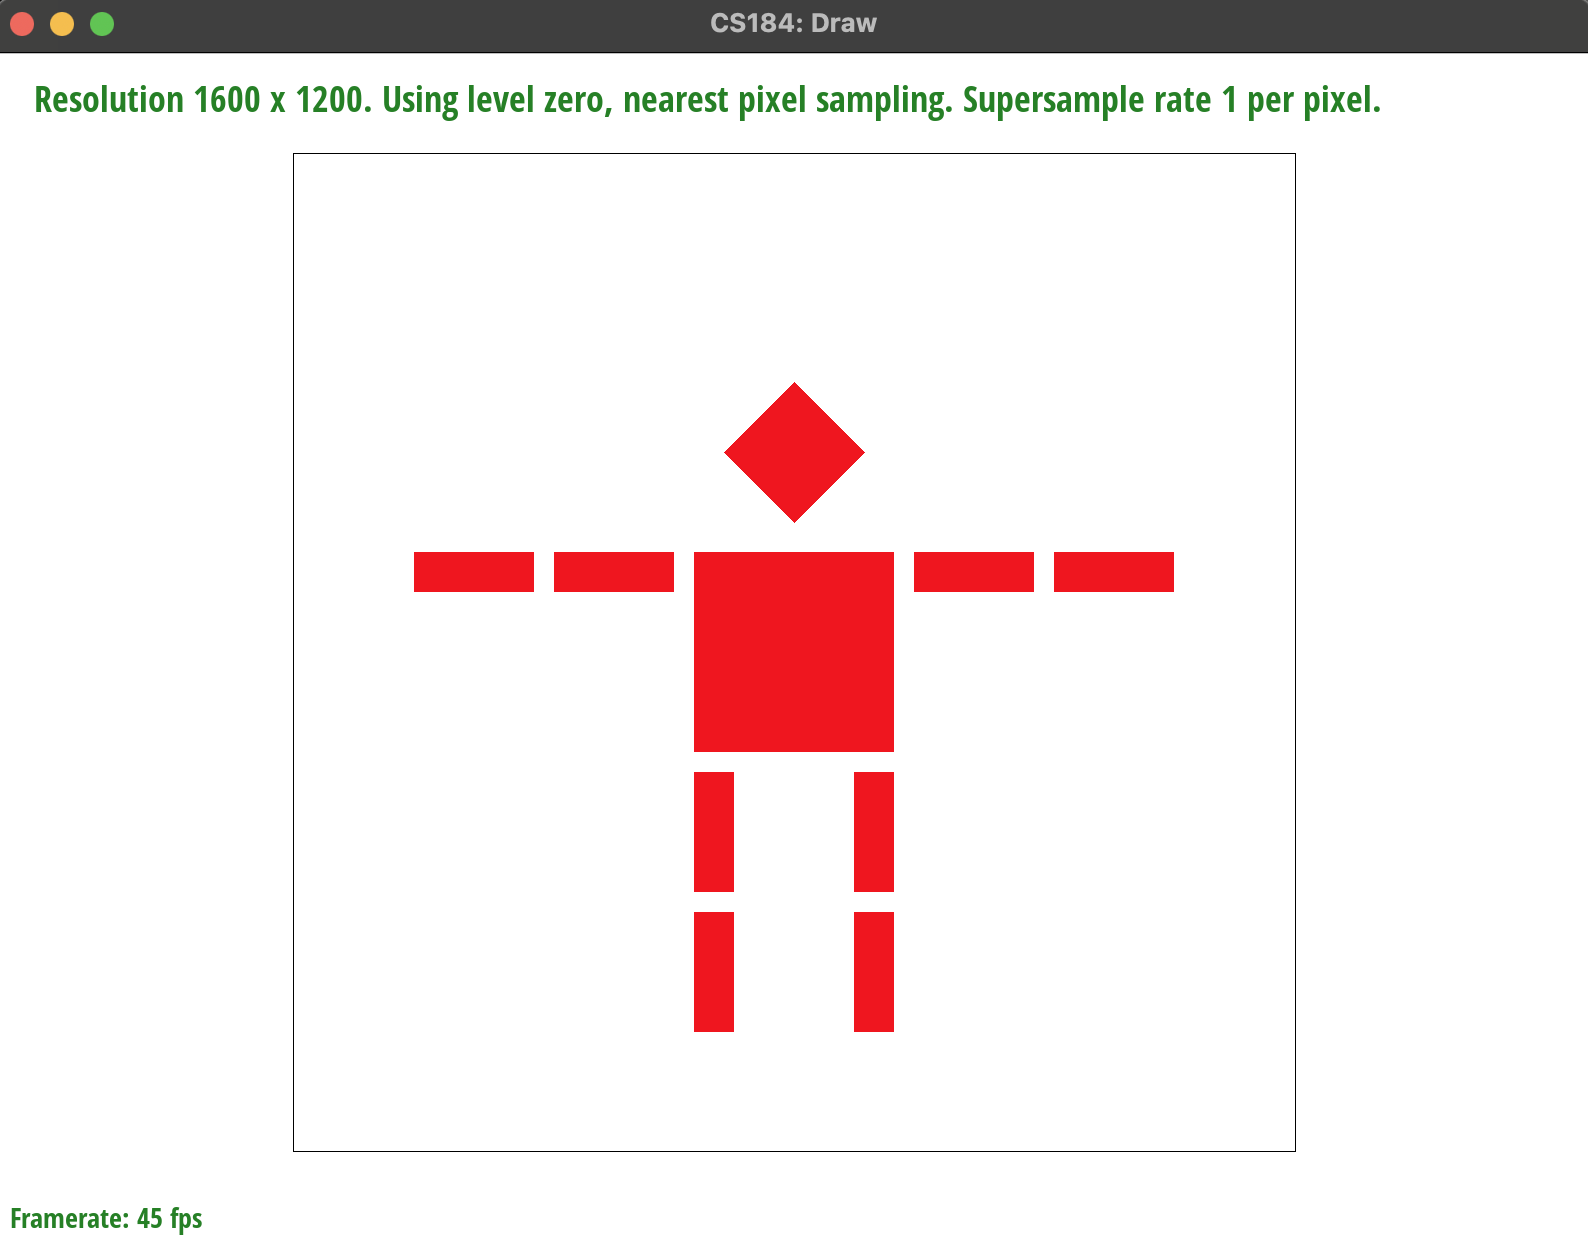 CS184: Draw
Resolution 1600 x 1200. Using level zero, nearest pixel sampling. Supersample rate 1 per pixel.
Framerate: 45 fps